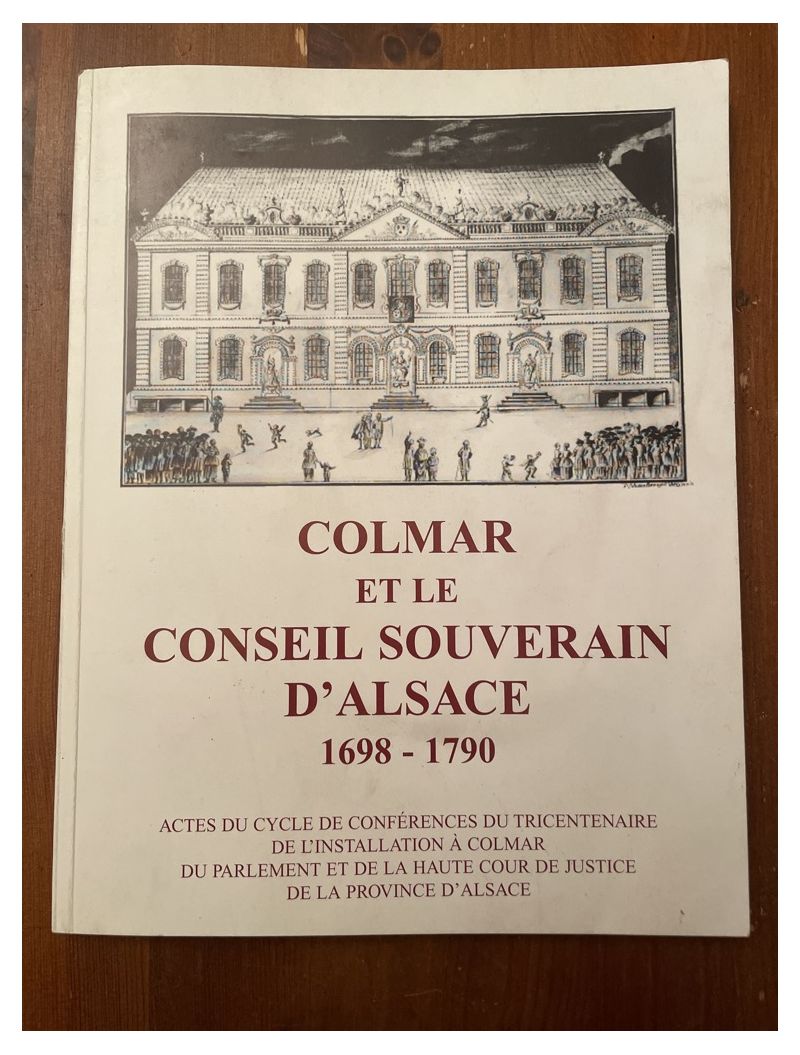 COLMAR
ET LE
CONSEIL SOUVERAIN
D'ALSACE
1698 - 1790
ACTES DU CYCLE DE CONFÉRENCES DU TRICENTENAIRE
DE L'INSTALLATION À COLMAR
DU PARLEMENT ET DE LA HAUTE COUR DE JUSTICE
DE LA PROVINCE D'ALSACE